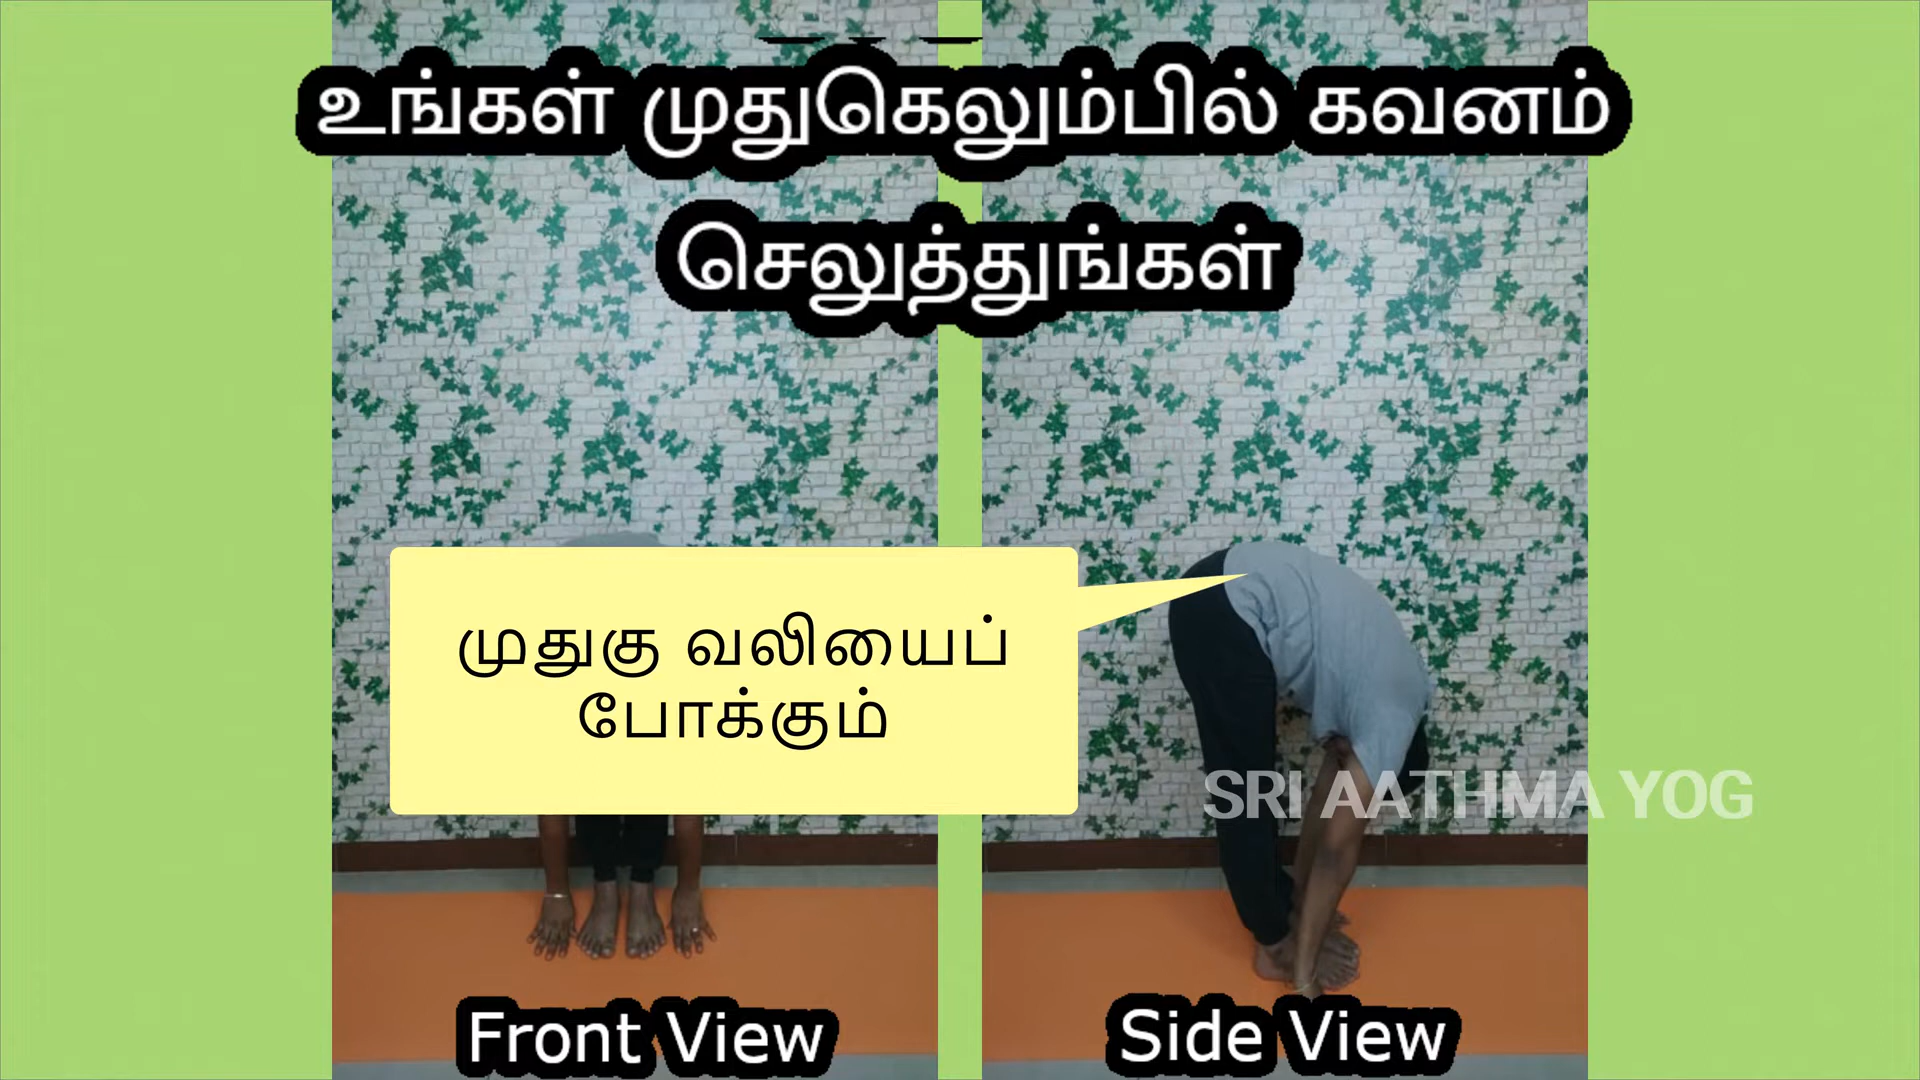 உங்கள் முதுகெலும்பில் கவனம்
செலுத்துங்கள்
முதுகு வலியைப்
போக்கும்
SRI AATHMA YOG
Front View
Side View